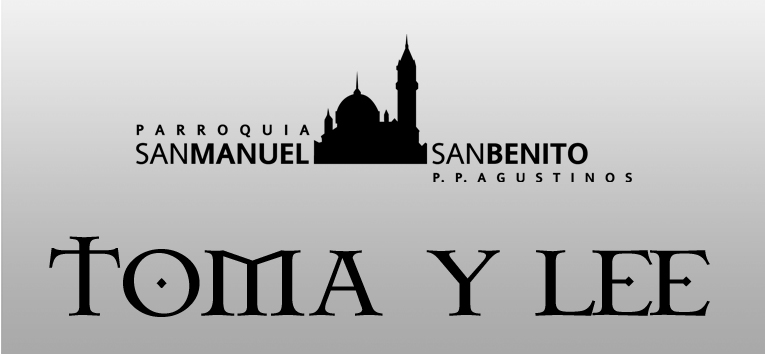 PARROQUIA
SANMANUEL SANBENITO
P.P. AGUSTINOS
TOMA Y LEE